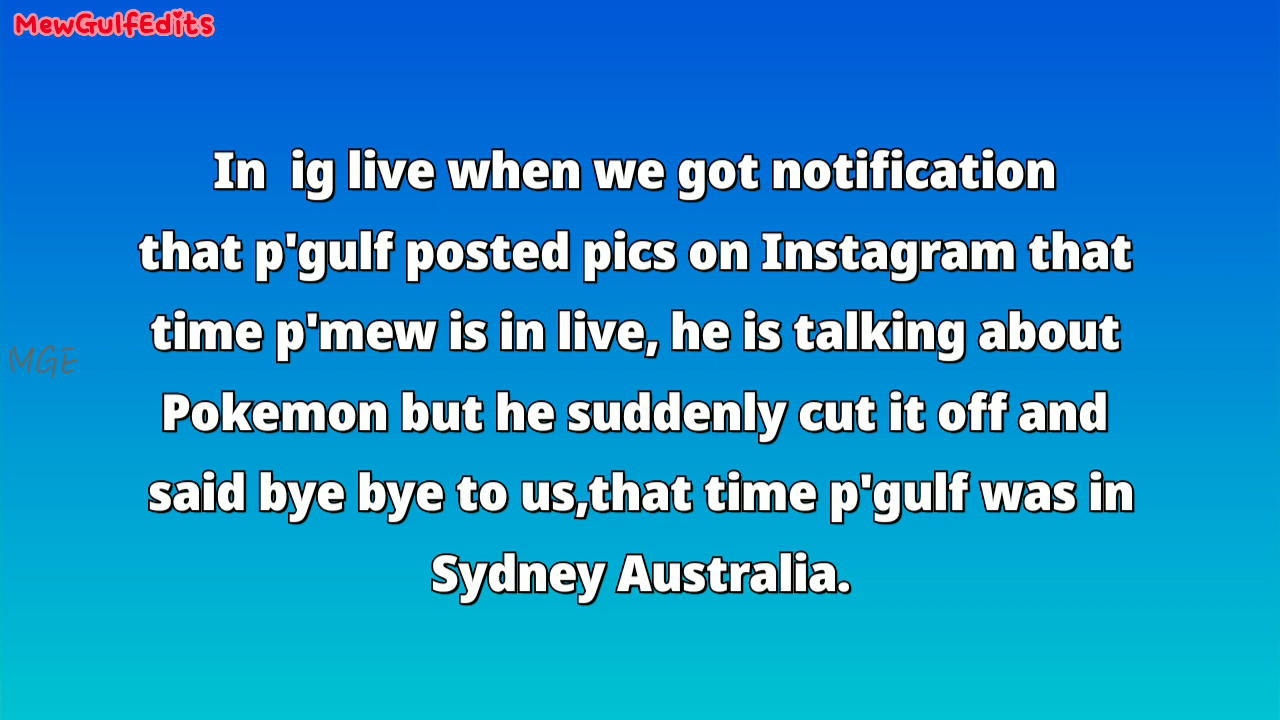 MewGulfEdits
In  ig live when we got notification
that p'gulf posted pics on Instagram that
time p'mew is in live, he is talking about
MGE
Pokemon but he suddenly cut it off and
said bye bye to us,that time p'gulf was in
Sydney Australia.